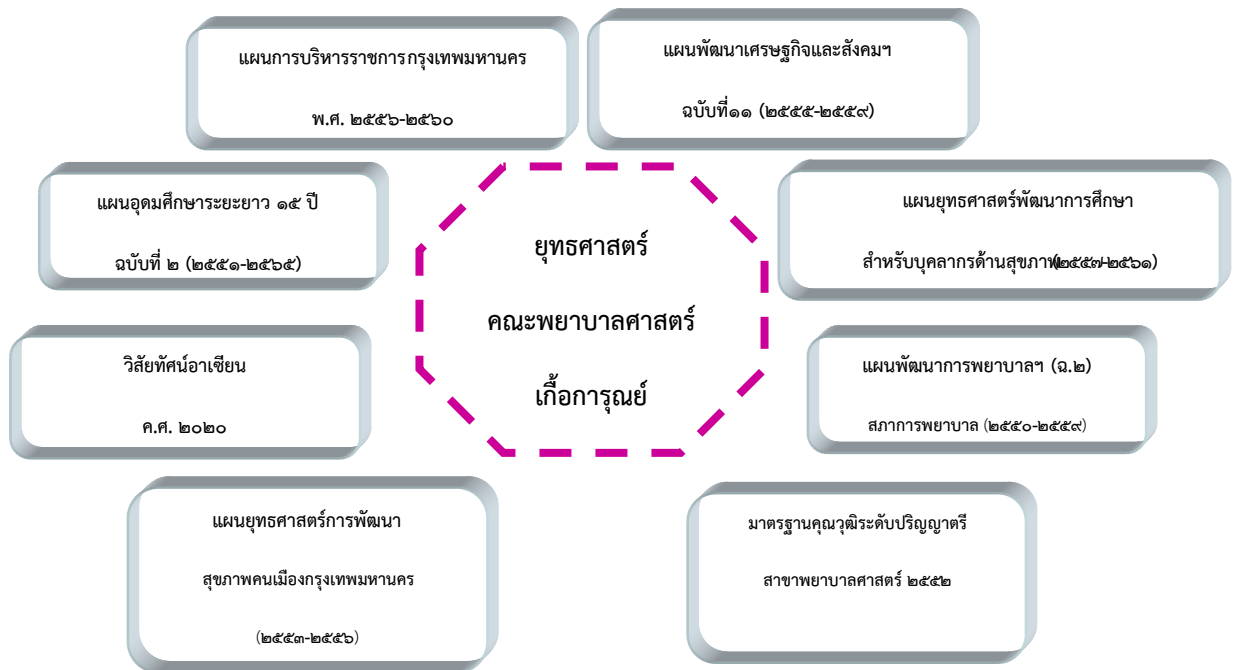 แผนการบริหารราชการกรุงเทพมหานคร
พ.ศ. ๒๕๕๖-๒๕๖๐
แผนพัฒนาเศรษฐกิจและสังคมฯ
ฉบับที่๑๑ (๒๕๕๕-๒๕๕๙)
แผนอุดมศึกษาระยะยาว ๑๕ ปี
ฉบับที่ ๒ (๒๕๕๑-๒๕๖๕)
แผนยุทธศาสตร์พัฒนาการศึกษา
สำหรับบุคลากรด้านสุขภาพ (๒๕๕๗-๒๕๖๑)
ยุทธศาสตร์
คณะพยาบาลศาสตร์
เกื้อการุณย์
วิสัยทัศน์อาเซียน
ค.ศ. ๒๐๒๐
แผนพัฒนาการพยาบาลฯ (ฉ.๒)
สภาการพยาบาล (๒๕๕๐-๒๕๕๙)
แผนยุทธศาสตร์การพัฒนา
สุขภาพคนเมืองกรุงเทพมหานคร
(๒๕๕๓-๒๕๕๖)
มาตรฐานคุณวุฒิระดับปริญญาตรี
สาขาพยาบาลศาสตร์ ๒๕๕๒